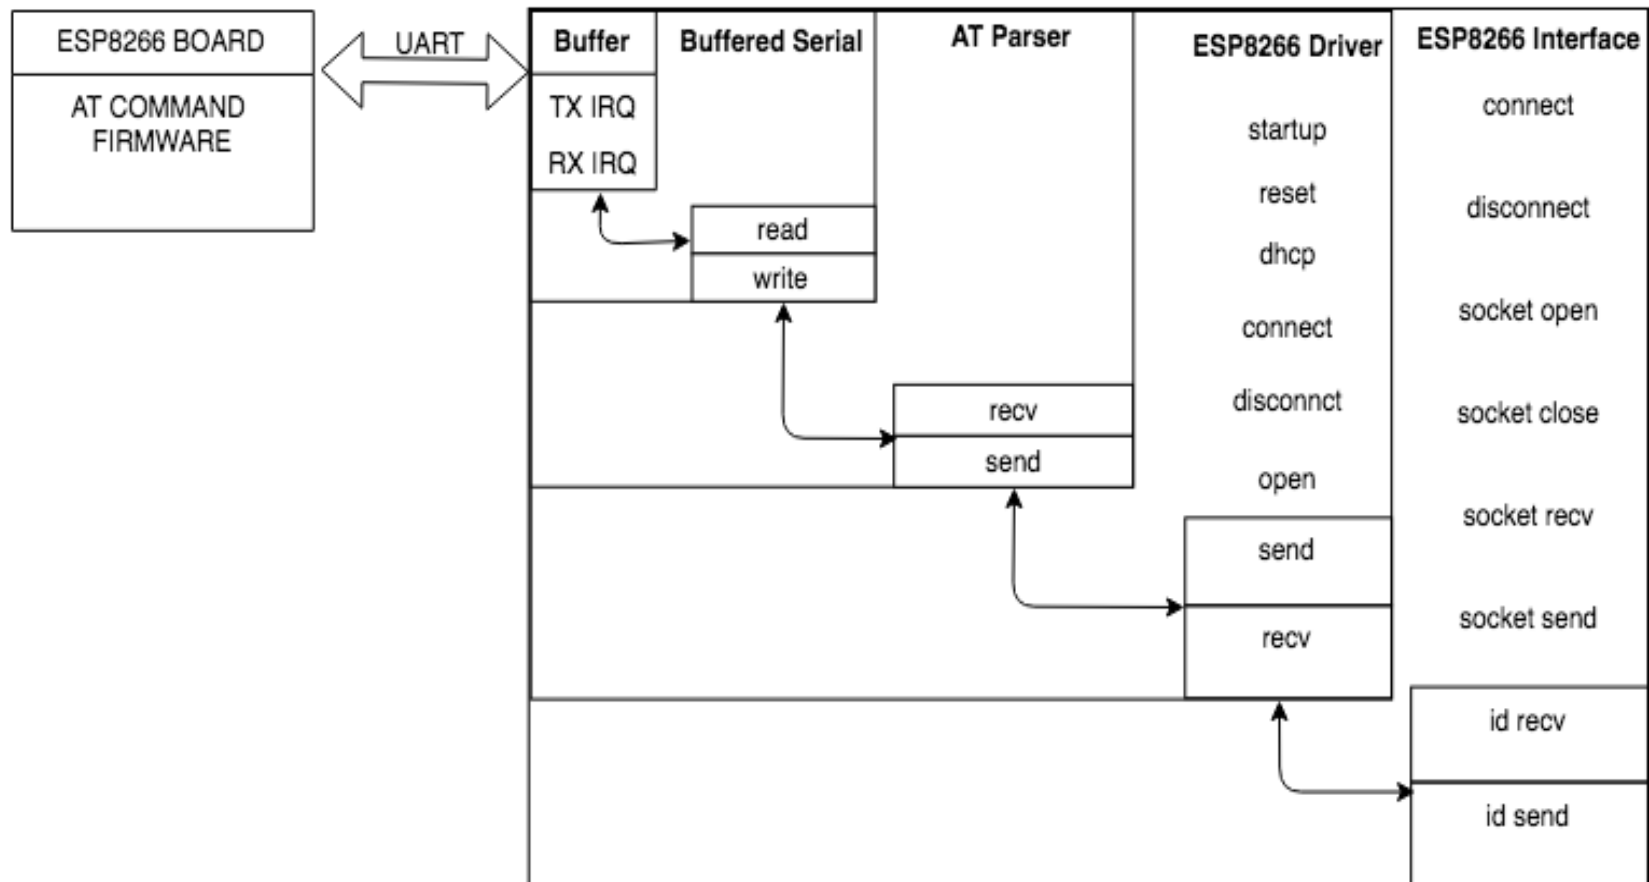 ESP8266 BOARD
AT COMMAND
FIRMWARE
UART
Buffer
TX IRQ
RX IRQ
Buffered Serial
read
write
AT Parser
recv
send
ESP8266 Driver
startup
reset
dhcp
connect
disconnct
open
send
recv
ESP8266 Interface
connect
disconnect
socket open
socket close
socket recv
socket send
id recv
id send